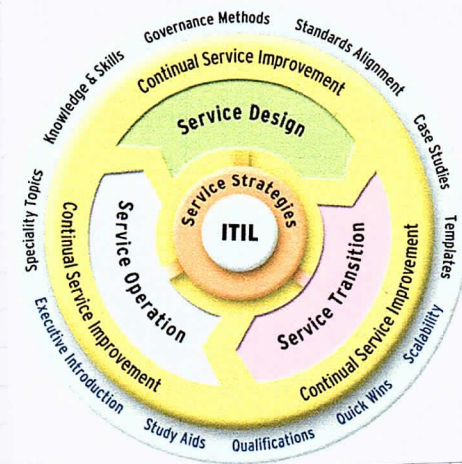 Governance Methods
Standards Alignment
Case Studies
Templates
Scalability
Quick Wins
Qualifications
Study Aids
Executive Introduction
Speciality Topics
Knowledge & Skills
Continual Service Improvement
Continual Service Improvement
Continual Service Improvement
Service Design
Service Transition
Service Operation
Service Strategies
ITIL